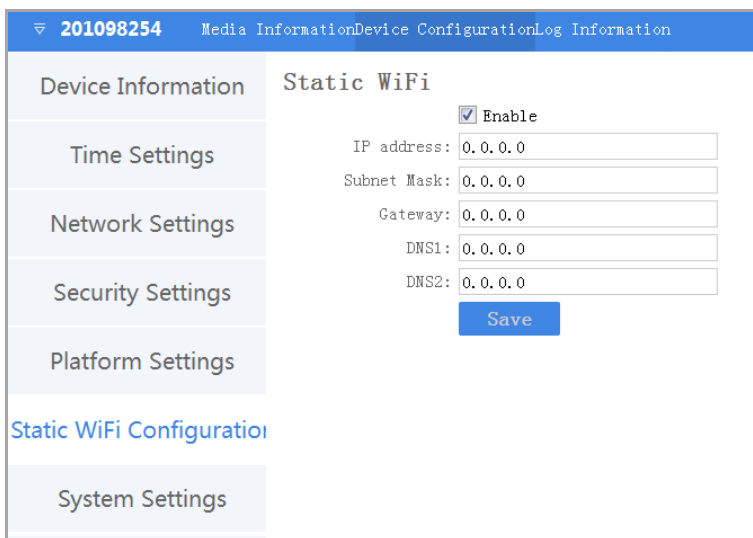 201098254 Media Information Device Configuration Log Information
Device Information
Time Settings
Network Settings
Security Settings
Platform Settings
Static WiFi Configuration
System Settings
Static WiFi
Enable
IP address: 0.0.0.0
Subnet Mask: 0.0.0.0
Gateway: 0.0.0.0
DNS1: 0.0.0.0
DNS2: 0.0.0.0
Save